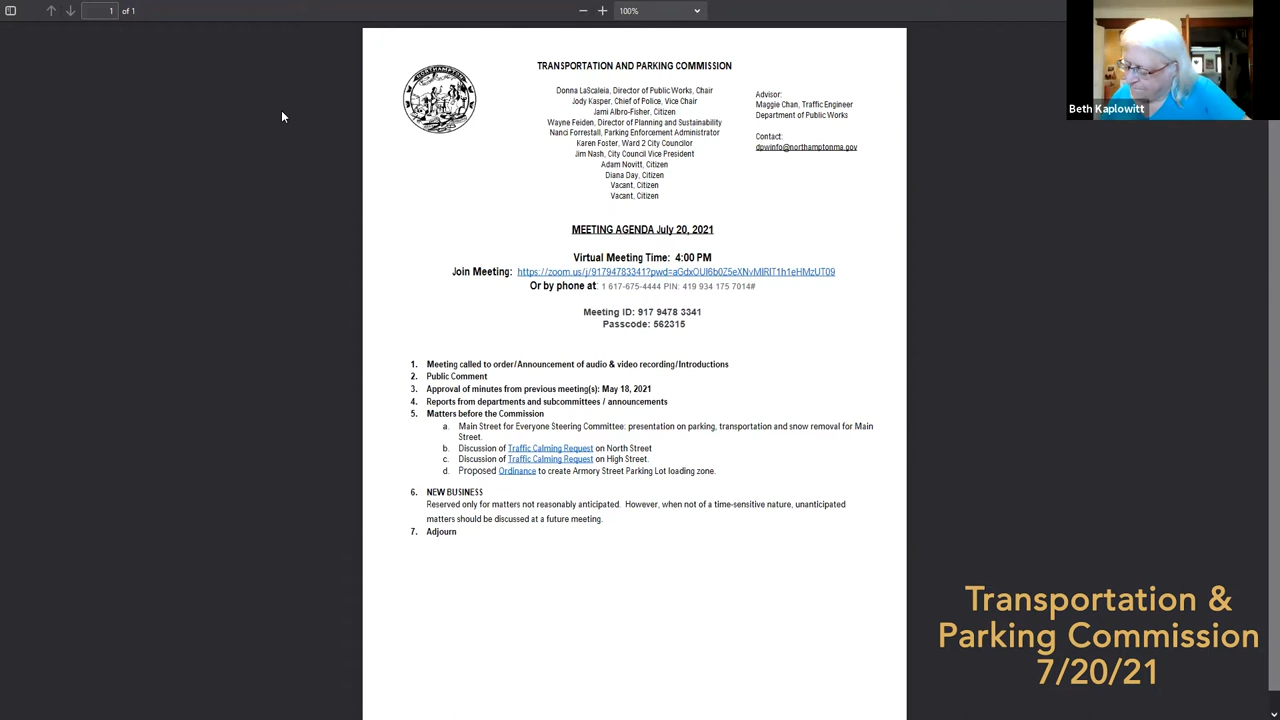 1 of 1
100%
Beth Kaplowitt
NORTHAMPTON
TRANSPORTATION AND PARKING COMMISSION
Donna LaScaleia, Director of Public Works, Chair
Jody Kasper, Chief of Police, Vice Chair
Jami Albro-Fisher, Citizen
Wayne Feiden, Director of Planning and Sustainability
Nanci Forrestall, Parking Enforcement Administrator
Karen Foster, Ward 2 City Councilor
Jim Nash, City Council Vice President
Adam Novitt, Citizen
Diana Day, Citizen
Vacant, Citizen
Vacant, Citizen
Advisor:
Maggie Chan, Traffic Engineer
Department of Public Works
Contact:
dpwinfo@northamptonma.gov
MEETING AGENDA July 20, 2021
Virtual Meeting Time: 4:00 PM
Join Meeting:
Or by phone at: 1 617-675-4444 PIN: 419 934 175 7014#
Meeting ID: 917 9478 3341
Passcode: 562315
1. Meeting called to order/Announcement of audio & video recording/Introductions
2. Public Comment
3. Approval of minutes from previous meeting(s): May 18, 2021
4. Reports from departments and subcommittees / announcements
5. Matters before the Commission
a. Main Street for Everyone Steering Committee: presentation on parking, transportation and snow removal for Main
Street.
b. Discussion of Traffic Calming Request on North Street
c. Discussion of Traffic Calming Request on High Street.
d. Proposed Ordinance to create Armory Street Parking Lot loading zone.
6. NEW BUSINESS
Reserved only for matters not reasonably anticipated. However, when not of a time-sensitive nature, unanticipated
matters should be discussed at a future meeting.
7. Adjourn
Transportation &
Parking Commission
7/20/21